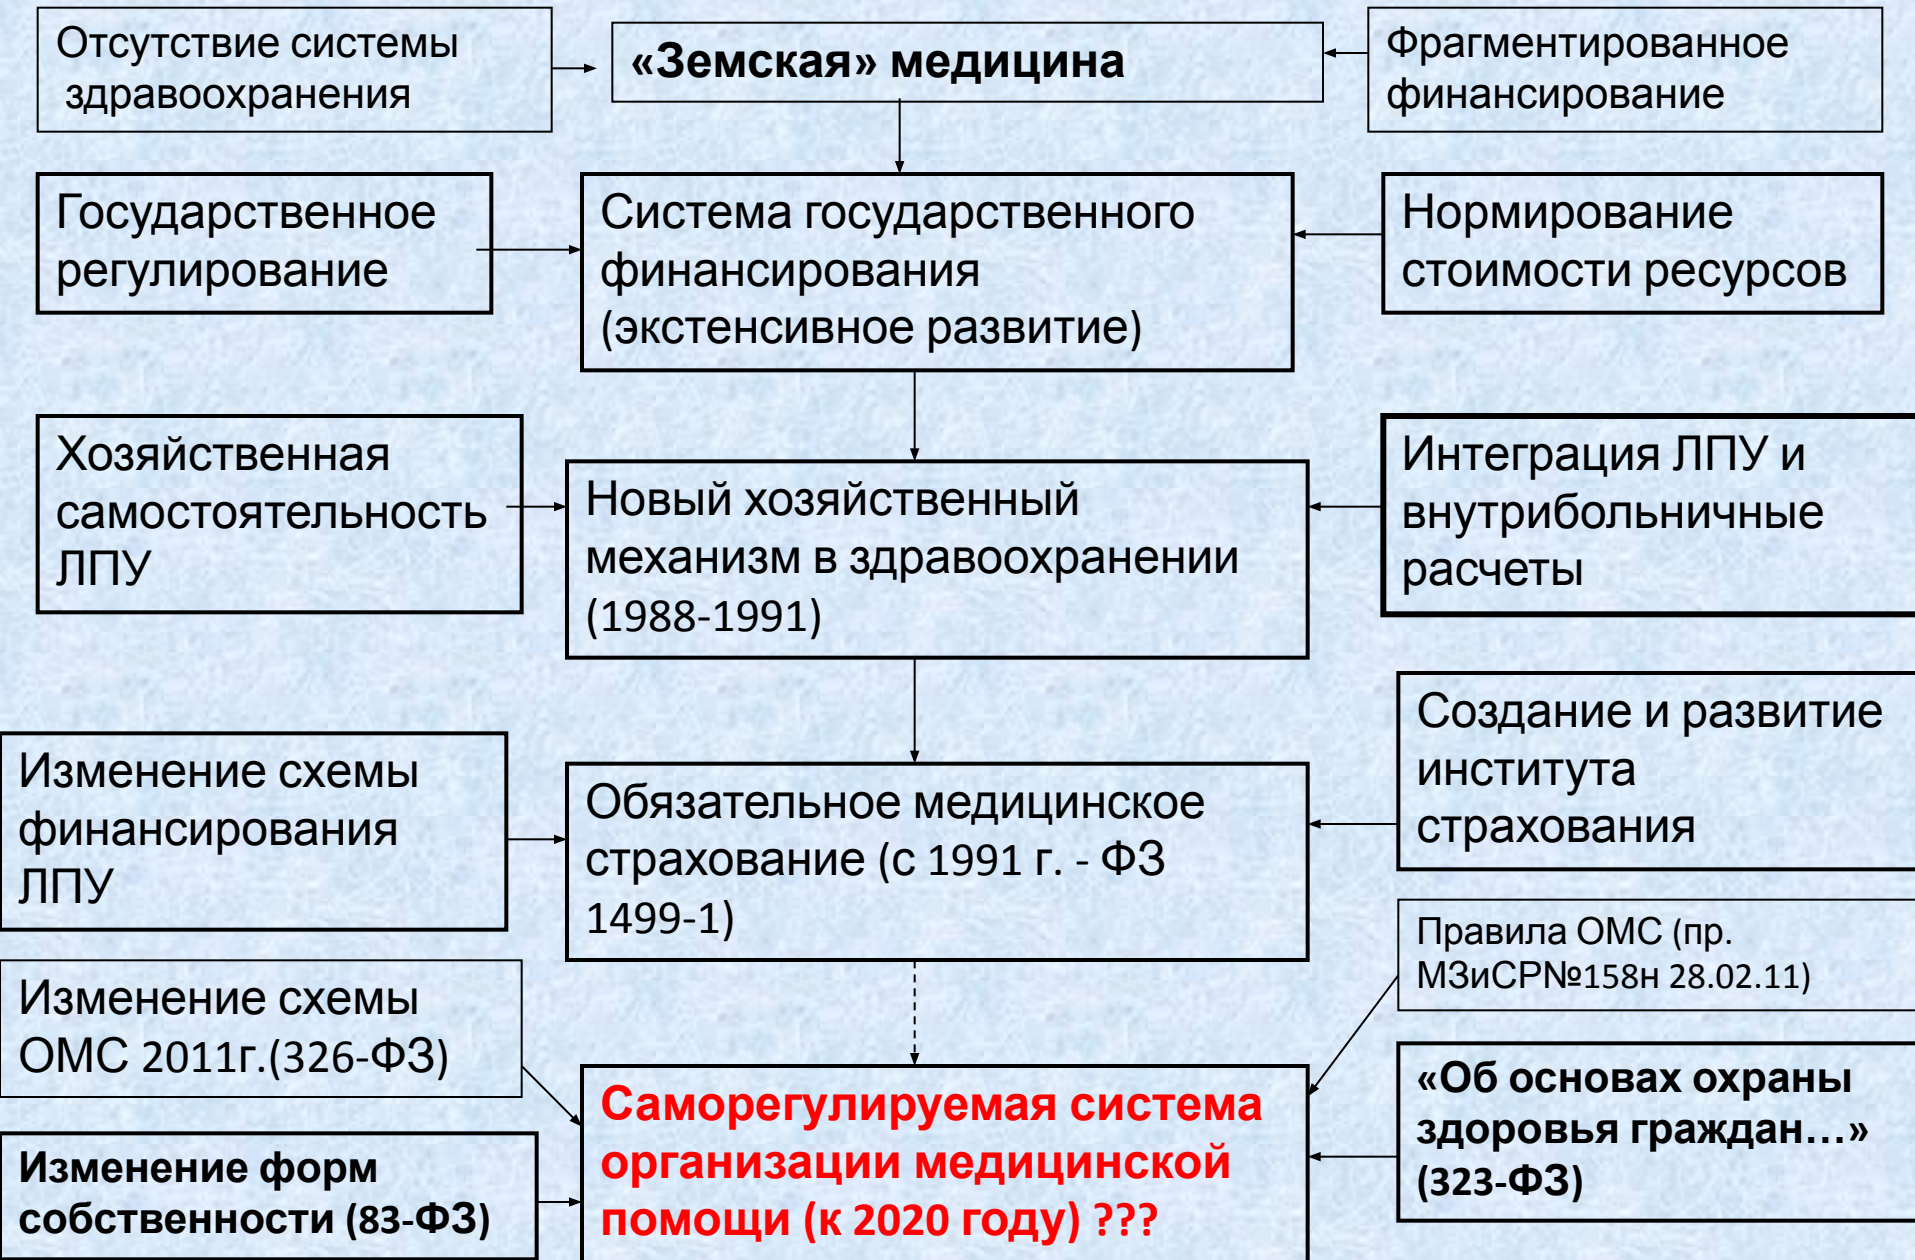 Отсутствие системы
здравоохранения
«Земская» медицина
Фрагментированное
финансирование
Государственное
регулирование
Система государственного
финансирования
(экстенсивное развитие)
Нормирование
стоимости ресурсов
Хозяйственная
самостоятельность
ЛПУ
Новый хозяйственный
механизм в здравоохранении
(1988-1991)
Интеграция ЛПУ и
внутрибольничные
расчеты
Изменение схемы
финансирования
ЛПУ
Обязательное медицинское
страхование (с 1991 г. - ФЗ
1499-1)
Создание и развитие
института
страхования
Изменение схемы
ОМС 2011г.(326-ФЗ)
Правила ОМС (пр.
МЗиСР№158н 28.02.11)
Изменение форм
собственности (83-ФЗ)
Саморегулируемая система
организации медицинской
помощи (к 2020 году) ???
«Об основах охраны
здоровья граждан…»
(323-ФЗ)